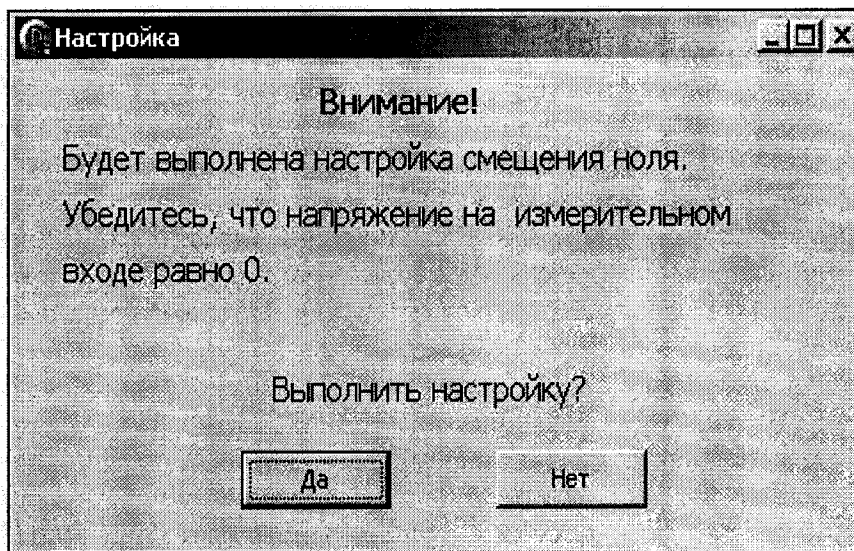 Настройка
Внимание!
Будет выполнена настройка смещения ноля.
Убедитесь, что напряжение на измерительном
входе равно 0.
Выполнить настройку?
Да Нет